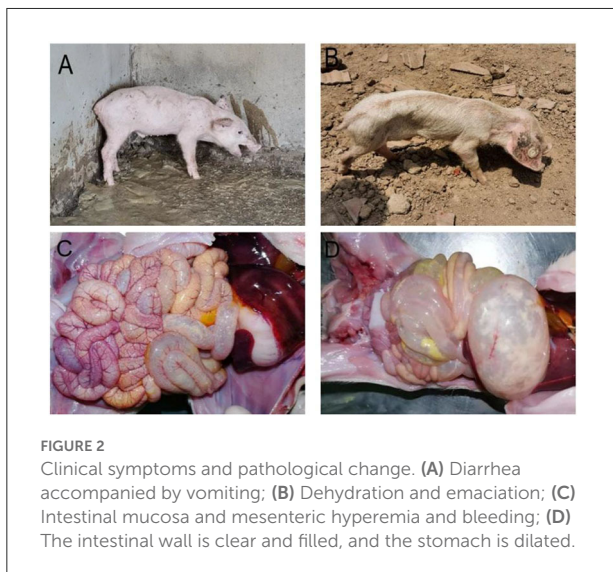 A
B
C
D
FIGURE 2
Clinical symptoms and pathological change. (A) Diarrhea
accompanied by vomiting; (B) Dehydration and emaciation; (C)
Intestinal mucosa and mesenteric hyperemia and bleeding; (D)
The intestinal wall is clear and filled, and the stomach is dilated.